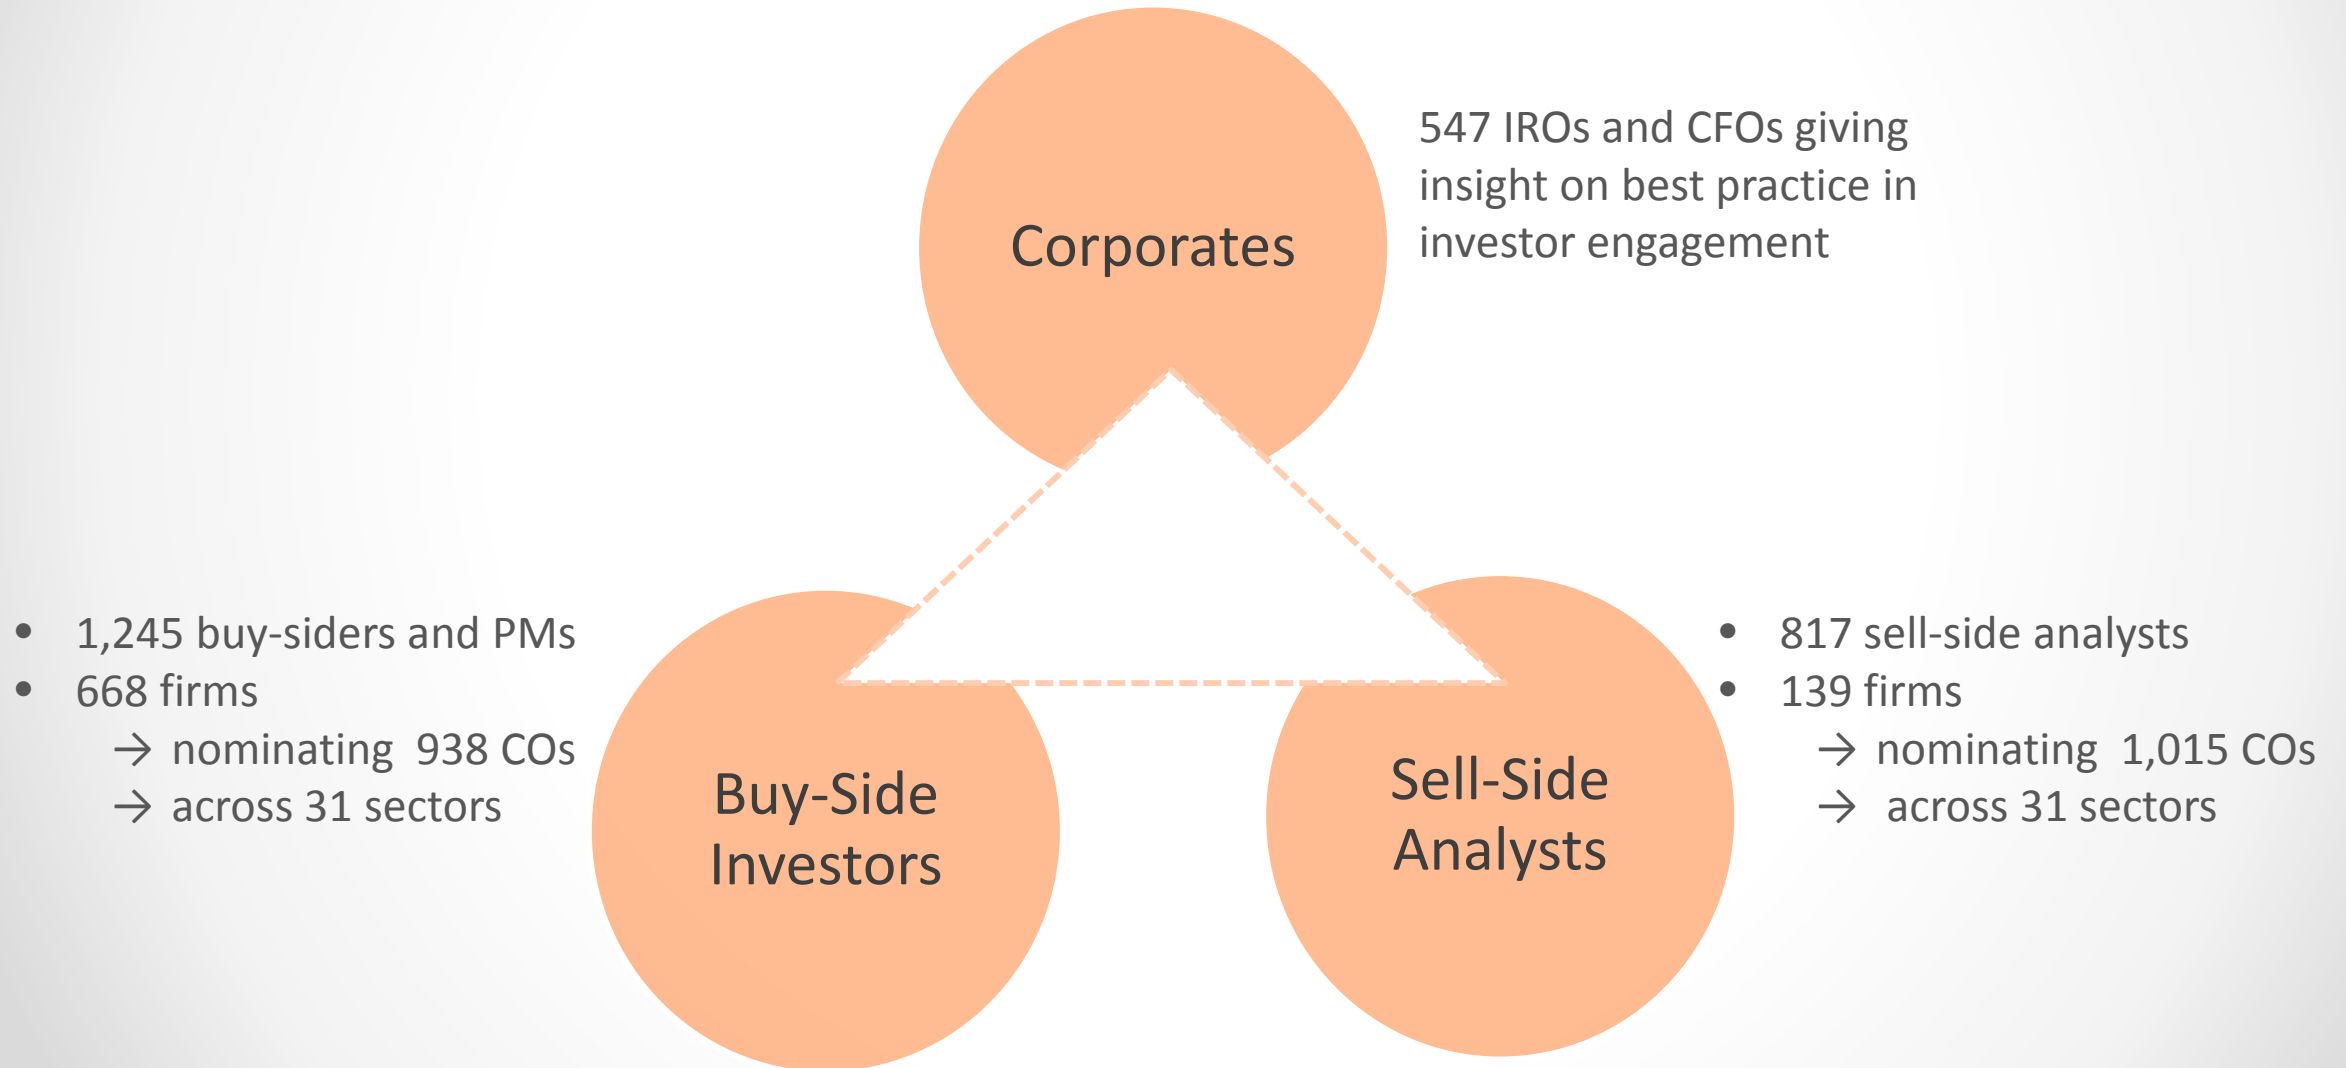 Corporates
547 IROs and CFOs giving
insight on best practice in
investor engagement
• 1,245 buy-siders and PMs
• 668 firms
→ nominating 938 COs
→ across 31 sectors
Buy-Side
Investors
Sell-Side
Analysts
• 817 sell-side analysts
• 139 firms
→ nominating 1,015 COs
→ across 31 sectors